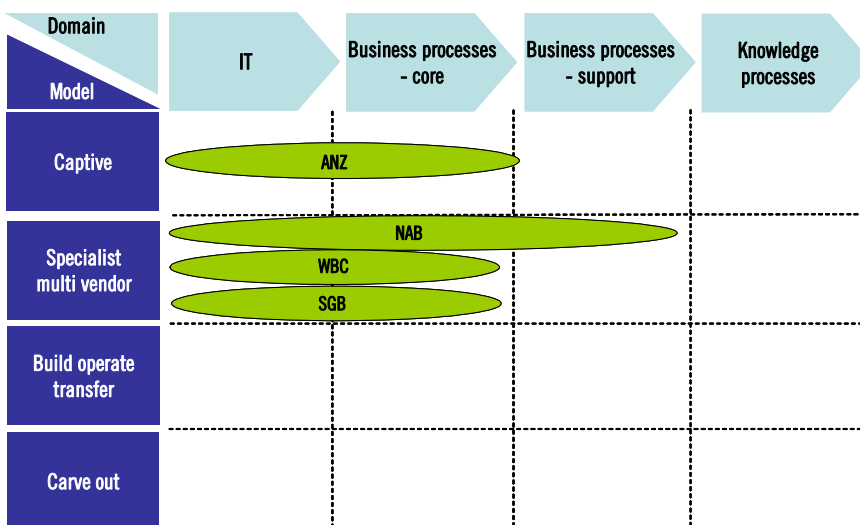 Domain
Model
IT
Business processes
- core
Business processes
- support
Knowledge
processes
Captive
ANZ
Specialist
multi vendor
NAB
WBC
SGB
Build operate
transfer
Carve out